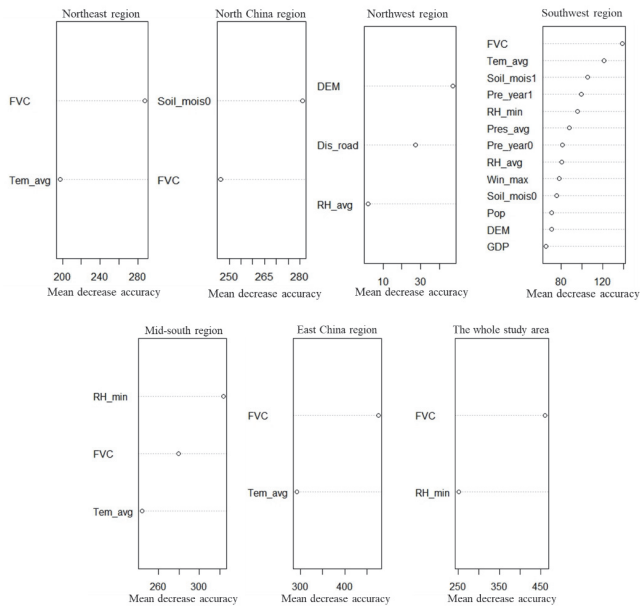 Northeast region
FVC
Tem_avg
200 240 280
Mean decrease accuracy
North China region
Soil_mois0
FVC
250 265 280
Mean decrease accuracy
Northwest region
DEM
Dis_road
RH_avg
10 30
Mean decrease accuracy
Southwest region
FVC
Tem_avg
Soil_mois1
Pre_year1
RH_min
Pres_avg
Pre_year0
RH_avg
Win_max
Soil_mois0
Pop
DEM
GDP
80 120
Mean decrease accuracy
Mid-south region
RH_min
FVC
Tem_avg
260 300
Mean decrease accuracy
East China region
FVC
Tem_avg
300 400
Mean decrease accuracy
The whole study area
FVC
RH_min
250 350 450
Mean decrease accuracy